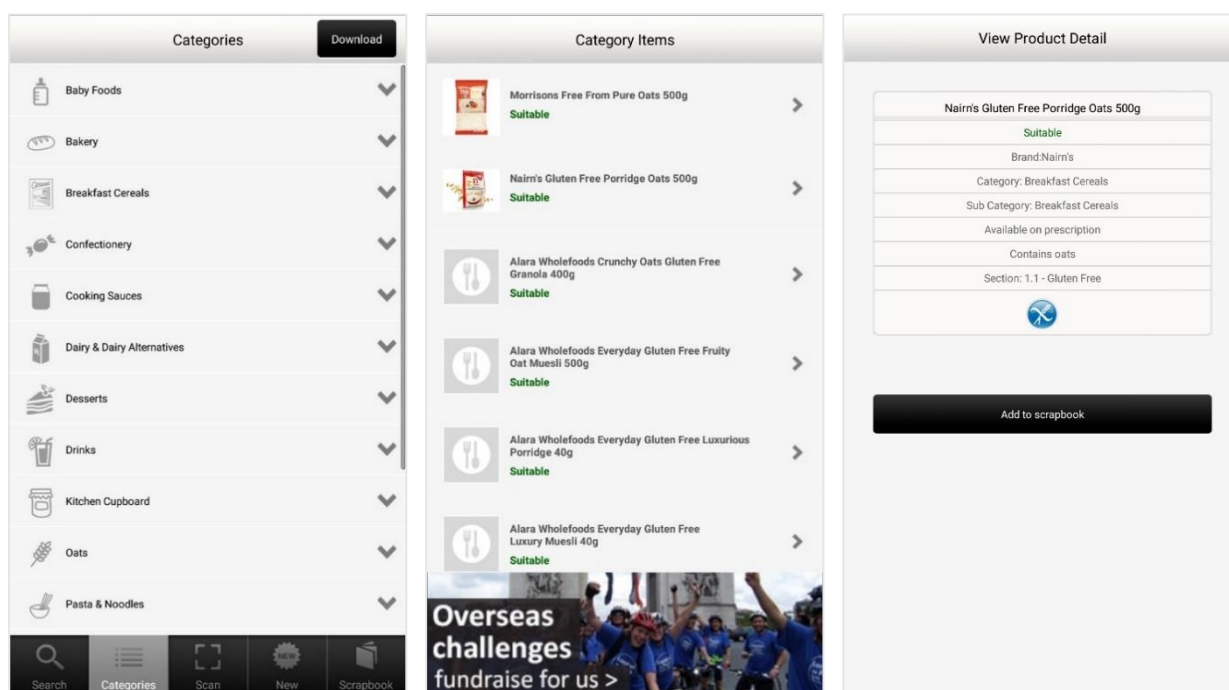 Categories
Download
Baby Foods
Bakery
Breakfast Cereals
Confectionery
Cooking Sauces
Dairy & Dairy Alternatives
Desserts
Drinks
Kitchen Cupboard
Oats
Pasta & Noodles
Search
Categories
Scan
NEW
New
Scrapbook
Category Items
Morrisons Free From Pure Oats 500g
Suitable
Nairn's Gluten Free Porridge Oats 500g
Suitable
Alara Wholefoods Crunchy Oats Gluten Free
Granola 400g
Suitable
Alara Wholefoods Everyday Gluten Free Fruity
Oat Muesli 500g
Suitable
Alara Wholefoods Everyday Gluten Free Luxurious
Porridge 40g
Suitable
Alara Wholefoods Everyday Gluten Free
Luxury Muesli 40g
Suitable
Overseas
challenges
fundraise for us >
View Product Detail
Nairn's Gluten Free Porridge Oats 500g
Suitable
Brand:Nairn's
Category: Breakfast Cereals
Sub Category: Breakfast Cereals
Available on prescription
Contains oats
Section: 1.1 - Gluten Free
Add to scrapbook